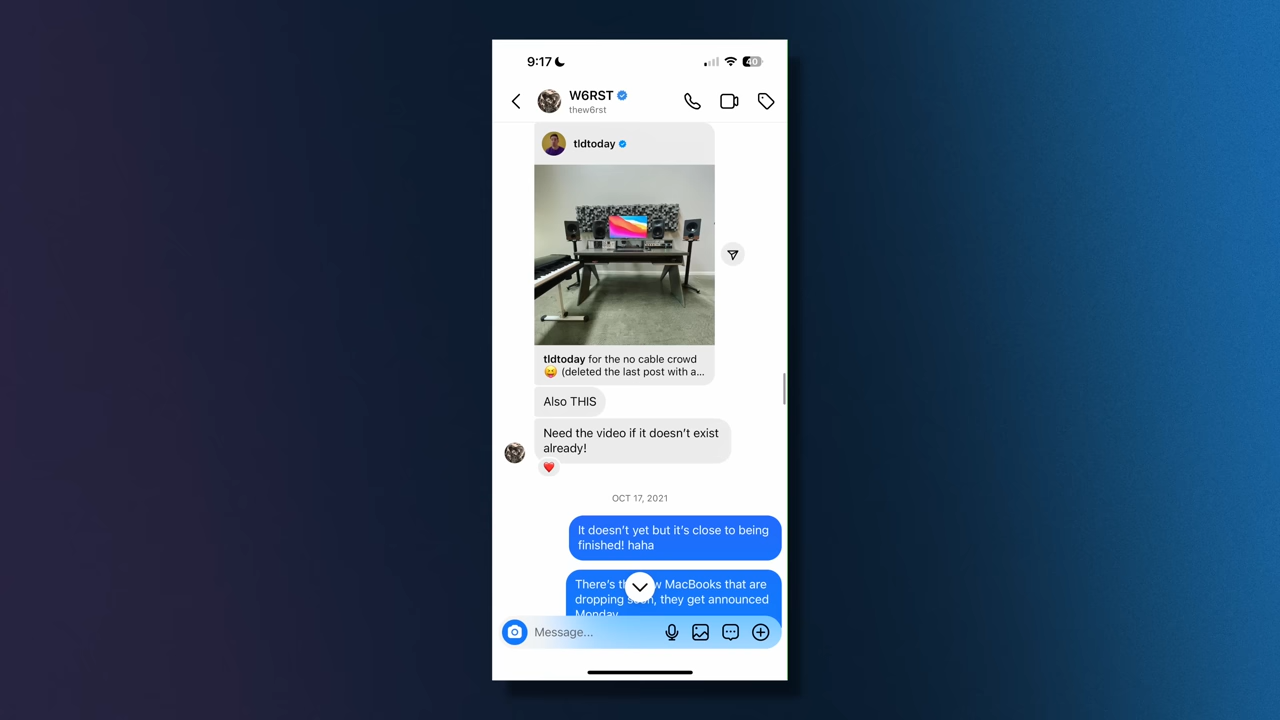 9:17
40
W6RST
thew6rst
tldtoday
tldtoday for the no cable crowd
😝 (deleted the last post with a...
Also THIS
Need the video if it doesn't exist
already!
OCT 17, 2021
It doesn't yet but it's close to being
finished! haha
There's MacBooks that are
dropping they get announced
Monday
Message...